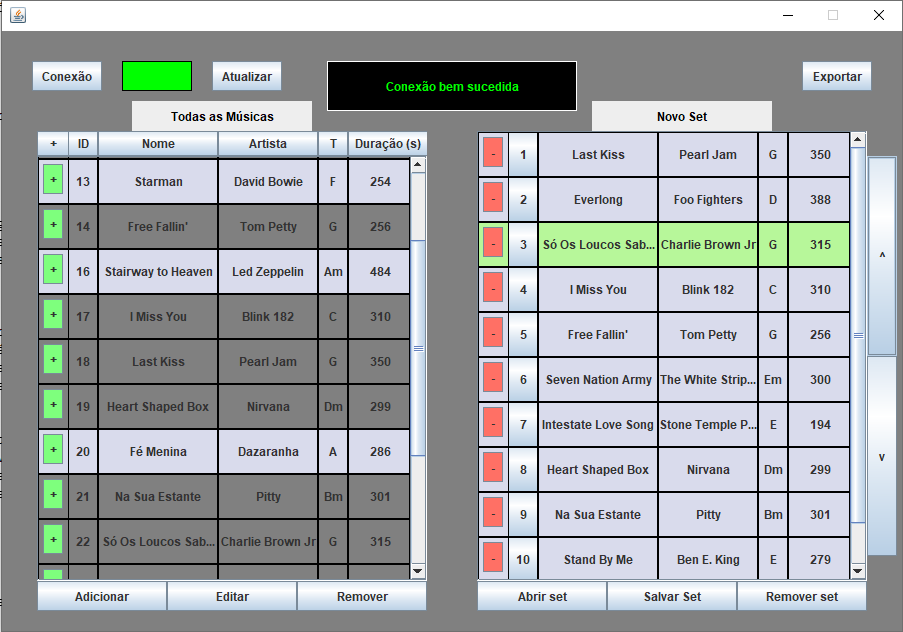 Conexão Atualizar Conexão bem sucedida Exportar
Todas as Músicas
+ ID Nome Artista T Duração (s)
+ 13 Starman David Bowie F 254
+ 14 Free Fallin' Tom Petty G 256
+ 16 Stairway to Heaven Led Zeppelin Am 484
+ 17 I Miss You Blink 182 C 310
+ 18 Last Kiss Pearl Jam G 350
+ 19 Heart Shaped Box Nirvana Dm 299
+ 20 Fé Menina Dazaranha A 286
+ 21 Na Sua Estante Pitty Bm 301
+ 22 Só Os Loucos Sab... Charlie Brown Jr G 315
Adicionar Editar Remover
Novo Set
- 1 Last Kiss Pearl Jam G 350
- 2 Everlong Foo Fighters D 388
- 3 Só Os Loucos Sab... Charlie Brown Jr G 315
- 4 I Miss You Blink 182 C 310
- 5 Free Fallin' Tom Petty G 256
- 6 Seven Nation Army The White Strip... Em 300
- 7 Intestate Love Song Stone Temple P... E 194
- 8 Heart Shaped Box Nirvana Dm 299
- 9 Na Sua Estante Pitty Bm 301
- 10 Stand By Me Ben E. King E 279
^
v
Abrir set Salvar Set Remover set